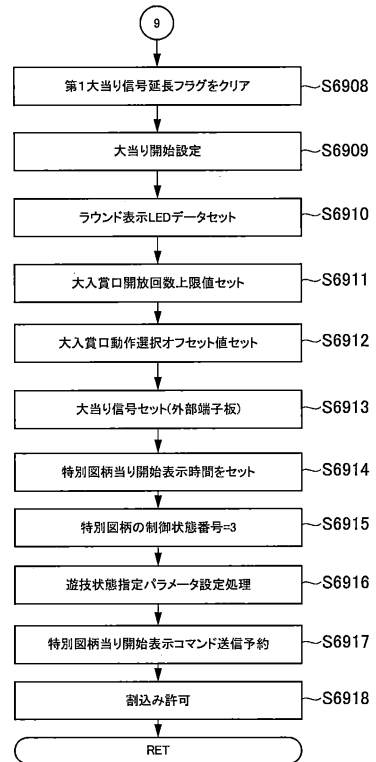 9
第1大当り信号延長フラグをクリア
S6908
大当り開始設定
S6909
ラウンド表示LEDデータセット
S6910
大入賞口開放回数上限値セット
S6911
大入賞口動作選択オフセット値セット
S6912
大当り信号セット(外部端子板)
S6913
特別図柄当り開始表示時間をセット
S6914
特別図柄の制御状態番号=3
S6915
遊技状態指定パラメータ設定処理
S6916
特別図柄当り開始表示コマンド送信予約
S6917
割込み許可
S6918
RET